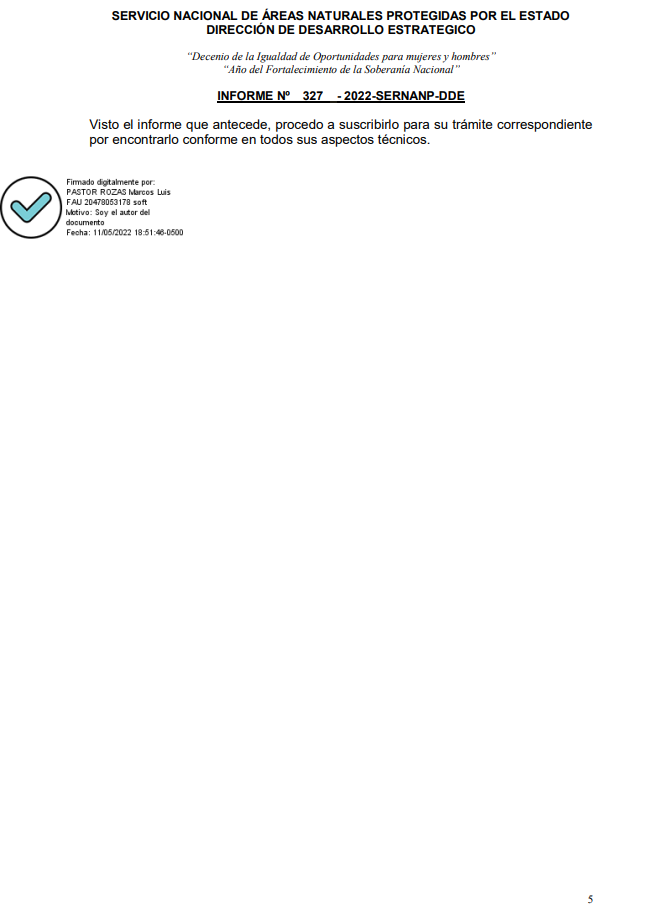 SERVICIO NACIONAL DE ÁREAS NATURALES PROTEGIDAS POR EL ESTADO
DIRECCIÓN DE DESARROLLO ESTRATEGICO
“Decenio de la Igualdad de Oportunidades para mujeres y hombres”
“Año del Fortalecimiento de la Soberanía Nacional”
INFORME Nº 327 - 2022-SERNANP-DDE
Visto el informe que antecede, procedo a suscribirlo para su trámite correspondiente
por encontrarlo conforme en todos sus aspectos técnicos.
Firmado digitalmente por:
PASTOR ROZAS Marcos Luis
FAU 20478053178 soft
Motivo: Soy el autor del
documento
Fecha: 11/05/2022 18:51:46-0500
5